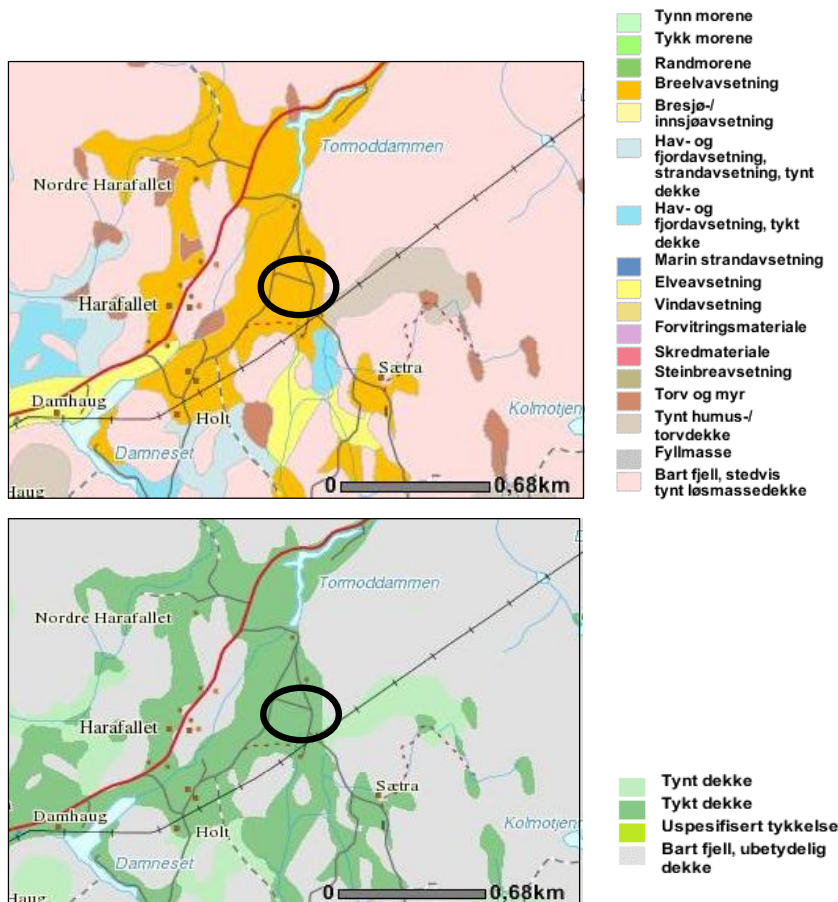 Tynn morene
Tykk morene
Randmorene
Breelvavsetning
Bresjø-/
innsjøavsetning
Hav- og
fjordavsetning,
strandavsetning, tynt
dekke
Hav- og
fjordavsetning, tykt
dekke
Marin strandavsetning
Elveavsetning
Vindavsetning
Forvitringsmateriale
Skredmateriale
Steinbreavsetning
Torv og myr
Tynt humus-/
torvdekke
Fyllmasse
Bart fjell, stedvis
tynt løsmassedekke
Tormoddammen
Nordre Harafallet
Harafallet
Sætra
Damhaug
Holt
Kolmotjen
Damneset
Haug
0 0,68km
Tormoddammen
Nordre Harafallet
Harafallet
Sætra
Damhaug
Holt
Kolmotjenn
Damneset
Haug
0 0,68km
Tynt dekke
Tykt dekke
Uspesifisert tykkelse
Bart fjell, ubetydelig
dekke